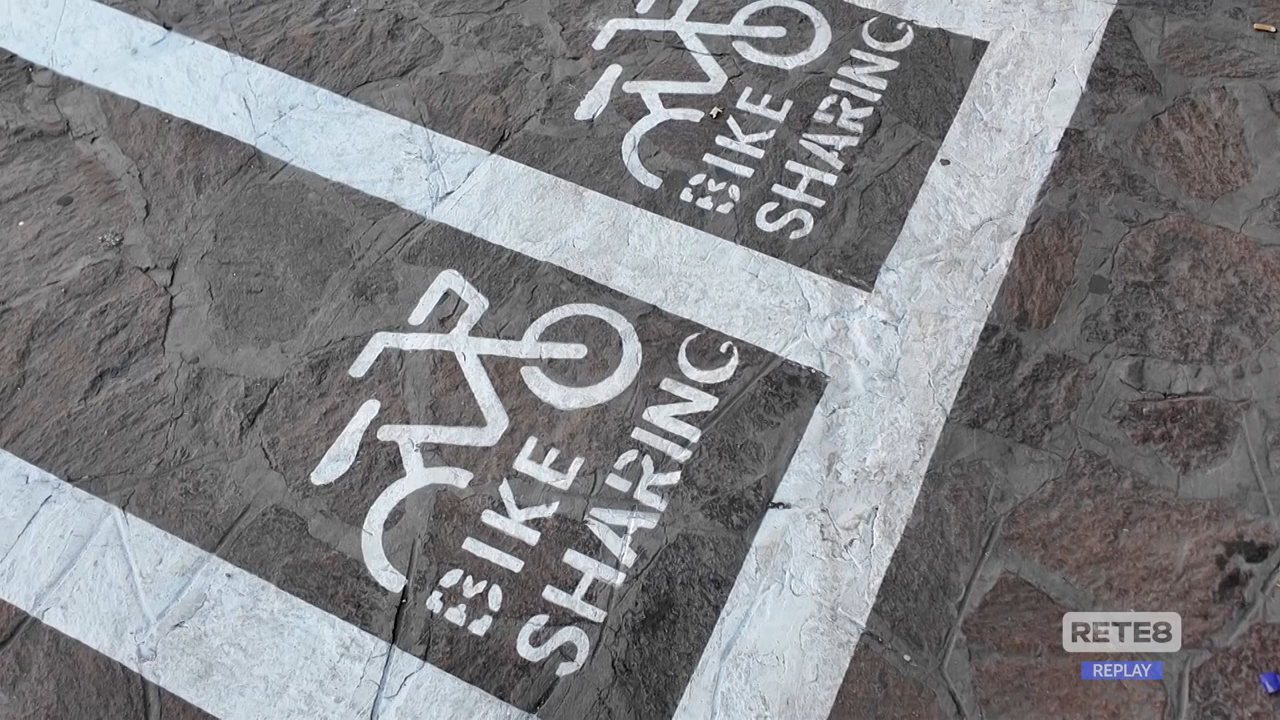 BIKE
SHARING
BIKE
SHARING
RETE8
REPLAY